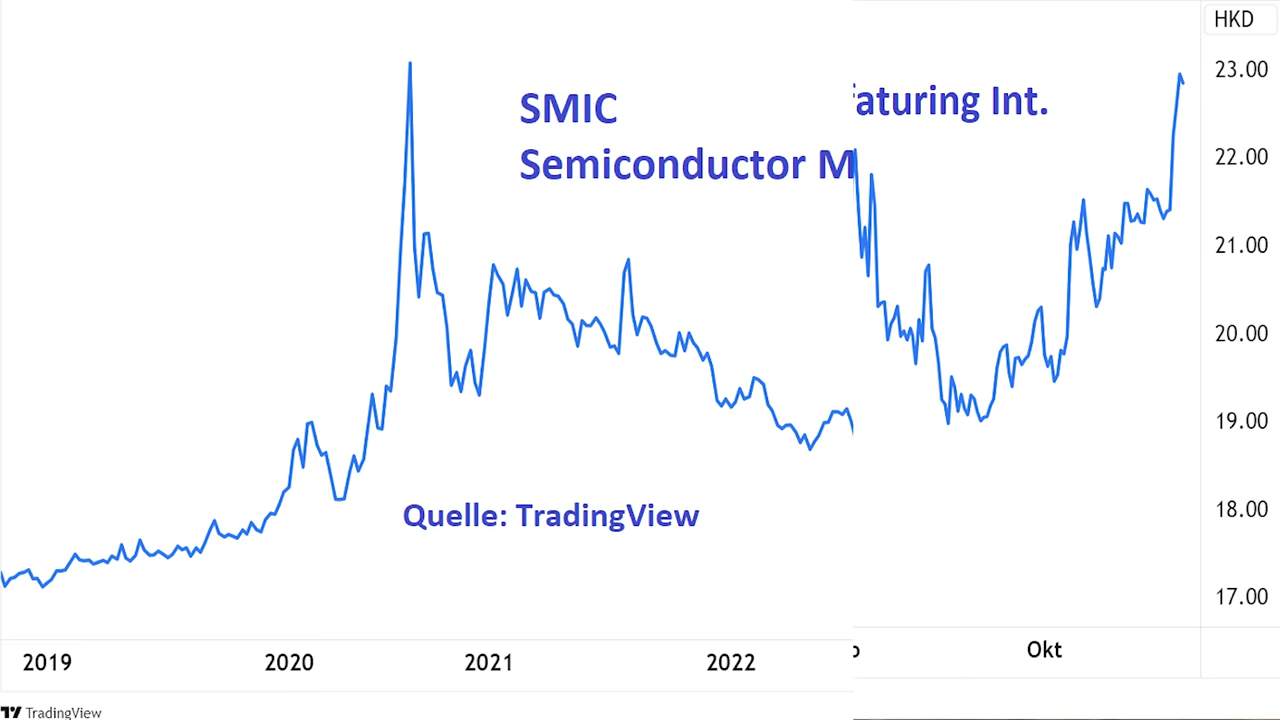 HKD
SMIC
faturing Int.
Semiconductor M
23.00
22.00
21.00
20.00
19.00
18.00
17.00
Quelle: TradingView
2019 2020 2021 2022 Okt
TradingView